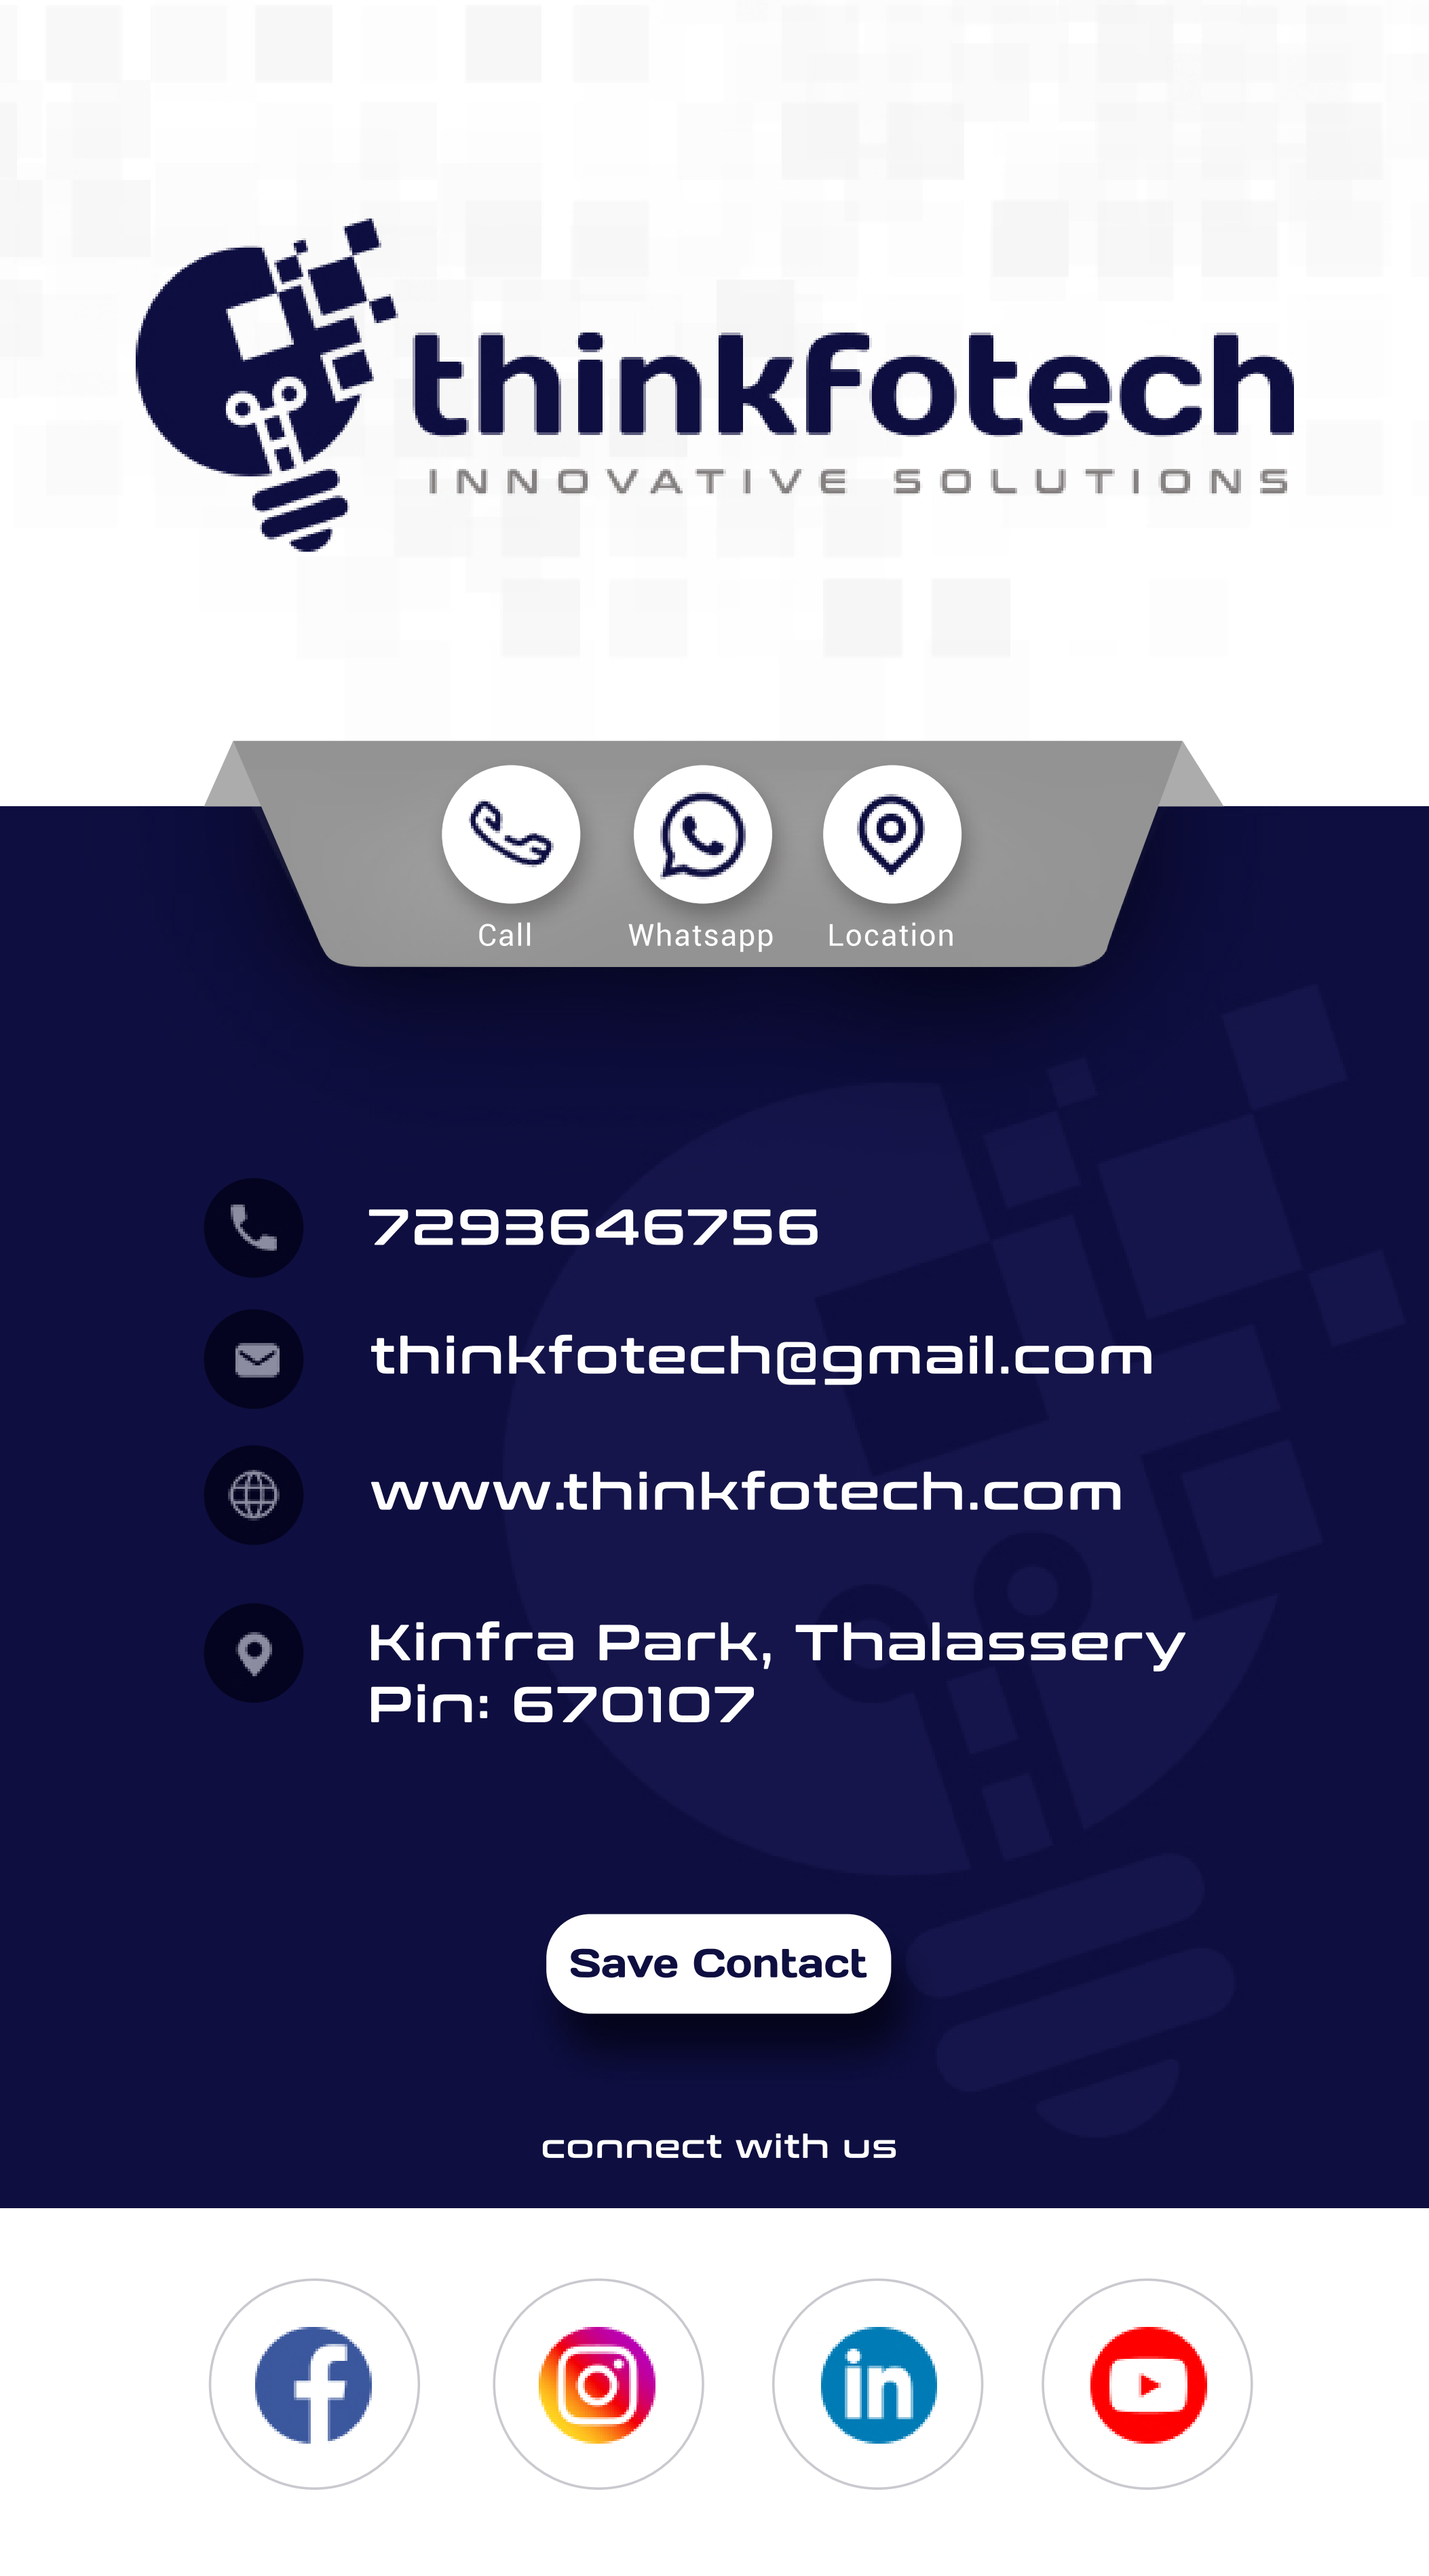 thinkfotech
INNOVATIVE SOLUTIONS
Call Whatsapp Location
7293646756
thinkfotech@gmail.com
www.thinkfotech.com
Kinfra Park, Thalassery
Pin: 670107
Save Contact
connect with us